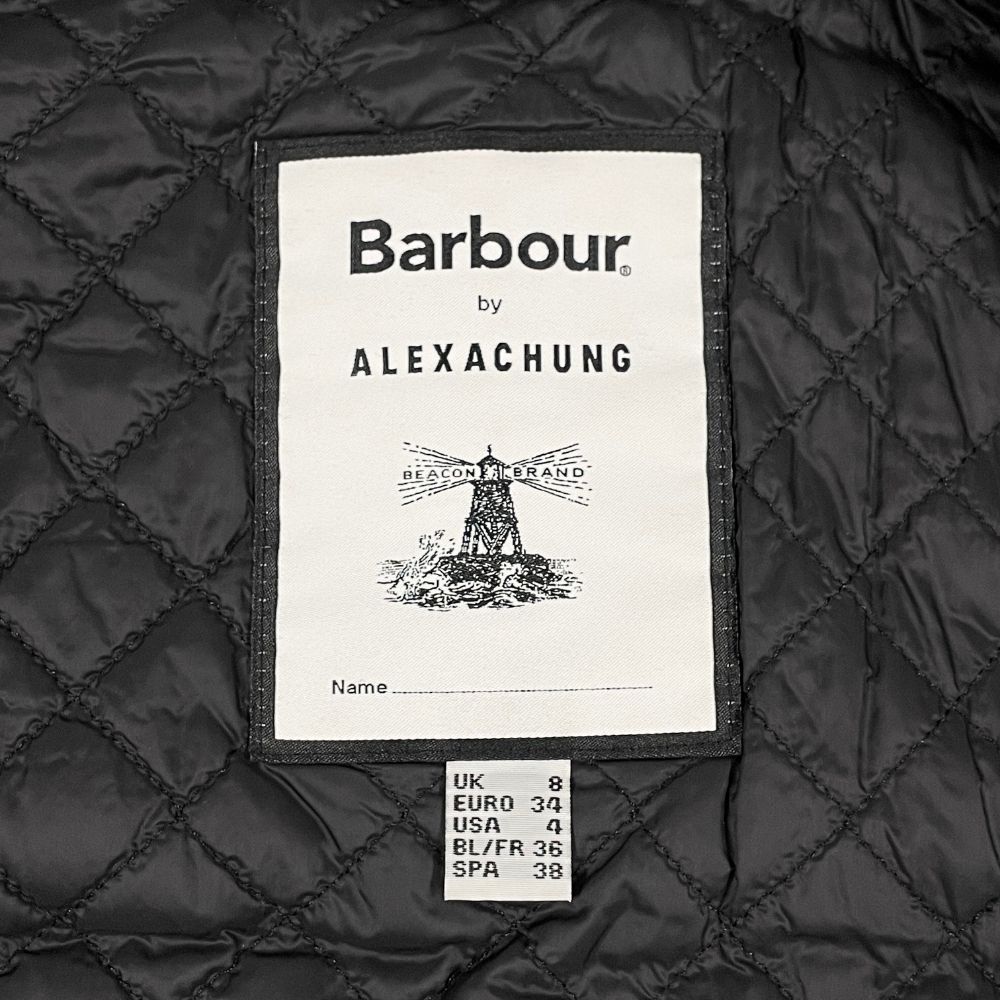 Barbour®
by
ALEXACHUNG
BEACON BRAND
Name
UK 8
EURO 34
USA 4
BL/FR 36
SPA 38